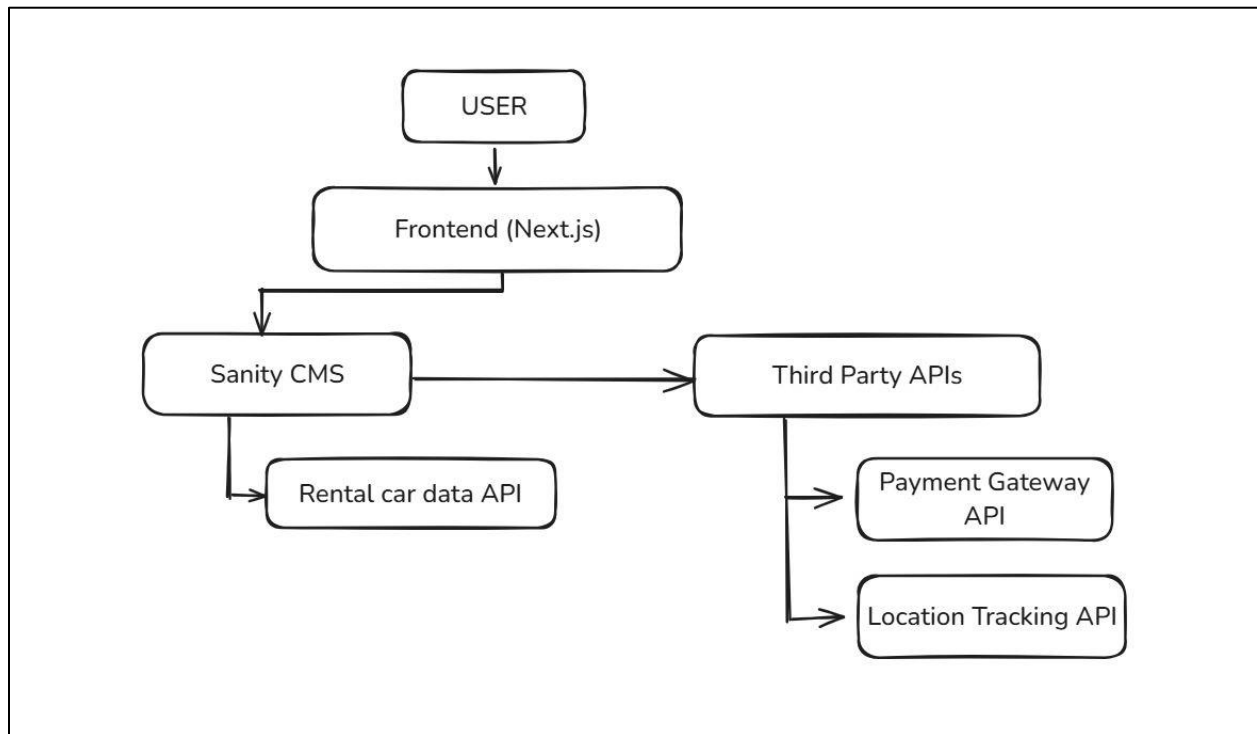 USER
Frontend (Next.js)
Sanity CMS
Third Party APIs
Rental car data API
Payment Gateway
API
Location Tracking API